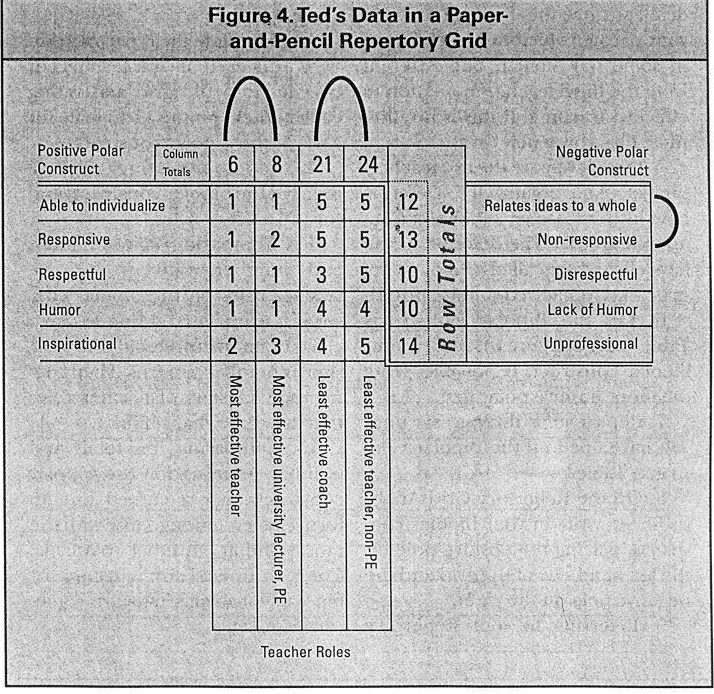 Figure 4. Ted's Data in a Paper-
and-Pencil Repertory Grid
Positive Polar
Construct
Column
Totals
6 8 21 24
Negative Polar
Construct
Able to individualize 1 1 5 5 12 Relates ideas to a whole
Responsive 1 2 5 5 13 Non-responsive
Respectful 1 1 3 5 10 Disrespectful
Humor 1 1 4 4 10 Lack of Humor
Inspirational 2 3 4 5 14 Unprofessional
Row Totals
Most effective teacher
Most effective university lecturer, PE
Least effective coach
Least effective teacher, non-PE
Teacher Roles